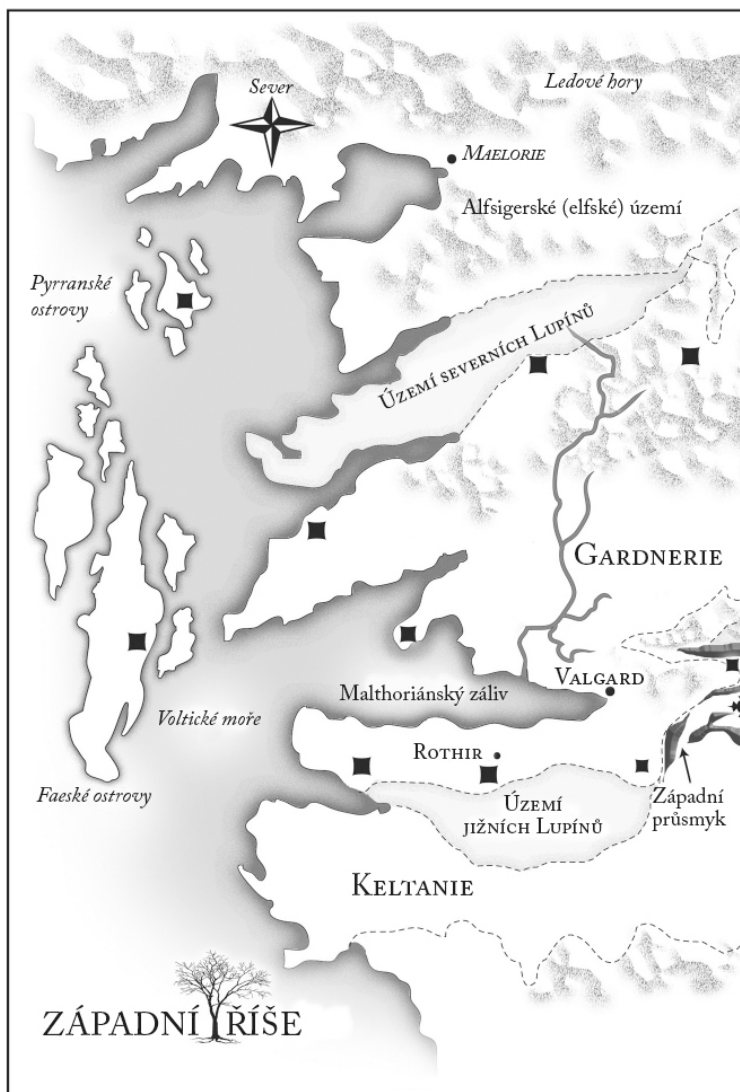 Sever
Ledové hory
MAELORIE
Alfsigerské (elfské) území
Pyrranské
ostrovy
ÚZEMÍ SEVERNÍCH LUPÍNŮ
GARDNERIE
VALGARD
Malthoriánský záliv
Voltické moře
ROTHIR
Faeské ostrovy
ÚZEMÍ
JIŽNÍCH LUPÍNŮ
Západní
průsmyk
KELTANIE
ZÁPADNÍ ŘÍŠE